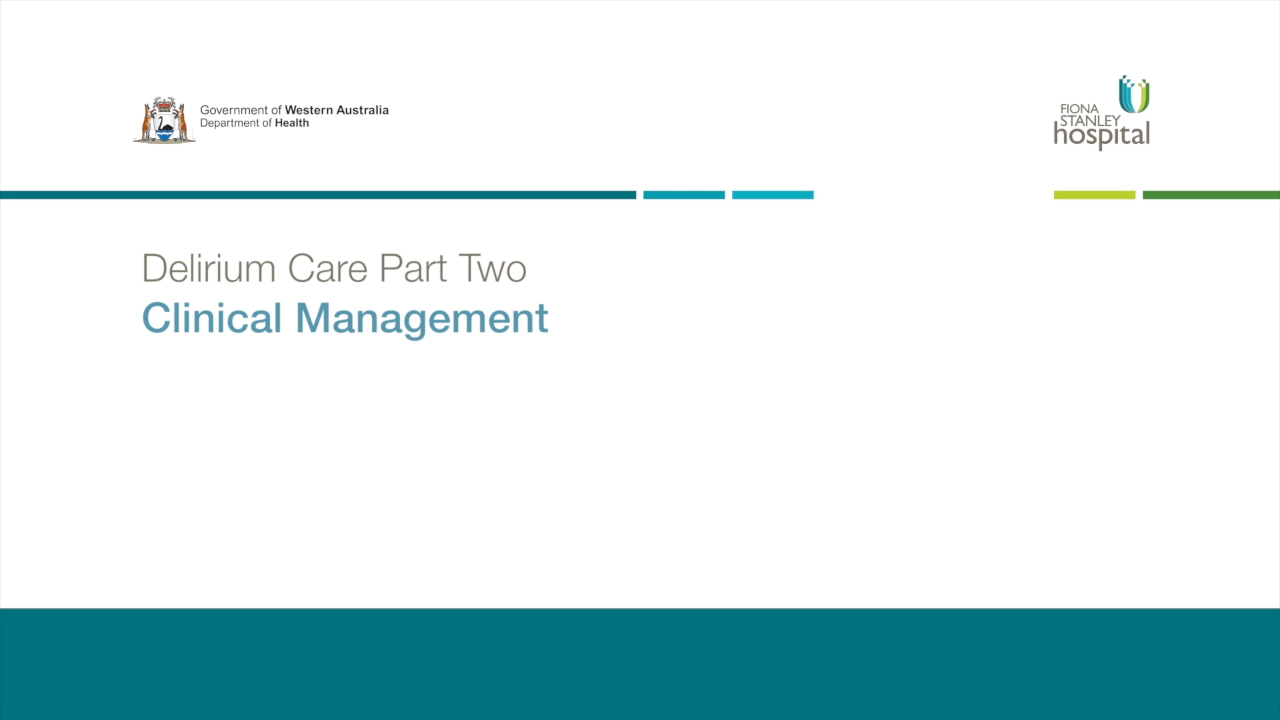 Government of Western Australia
Department of Health
FIONA
STANLEY
hospital
Delirium Care Part Two
Clinical Management